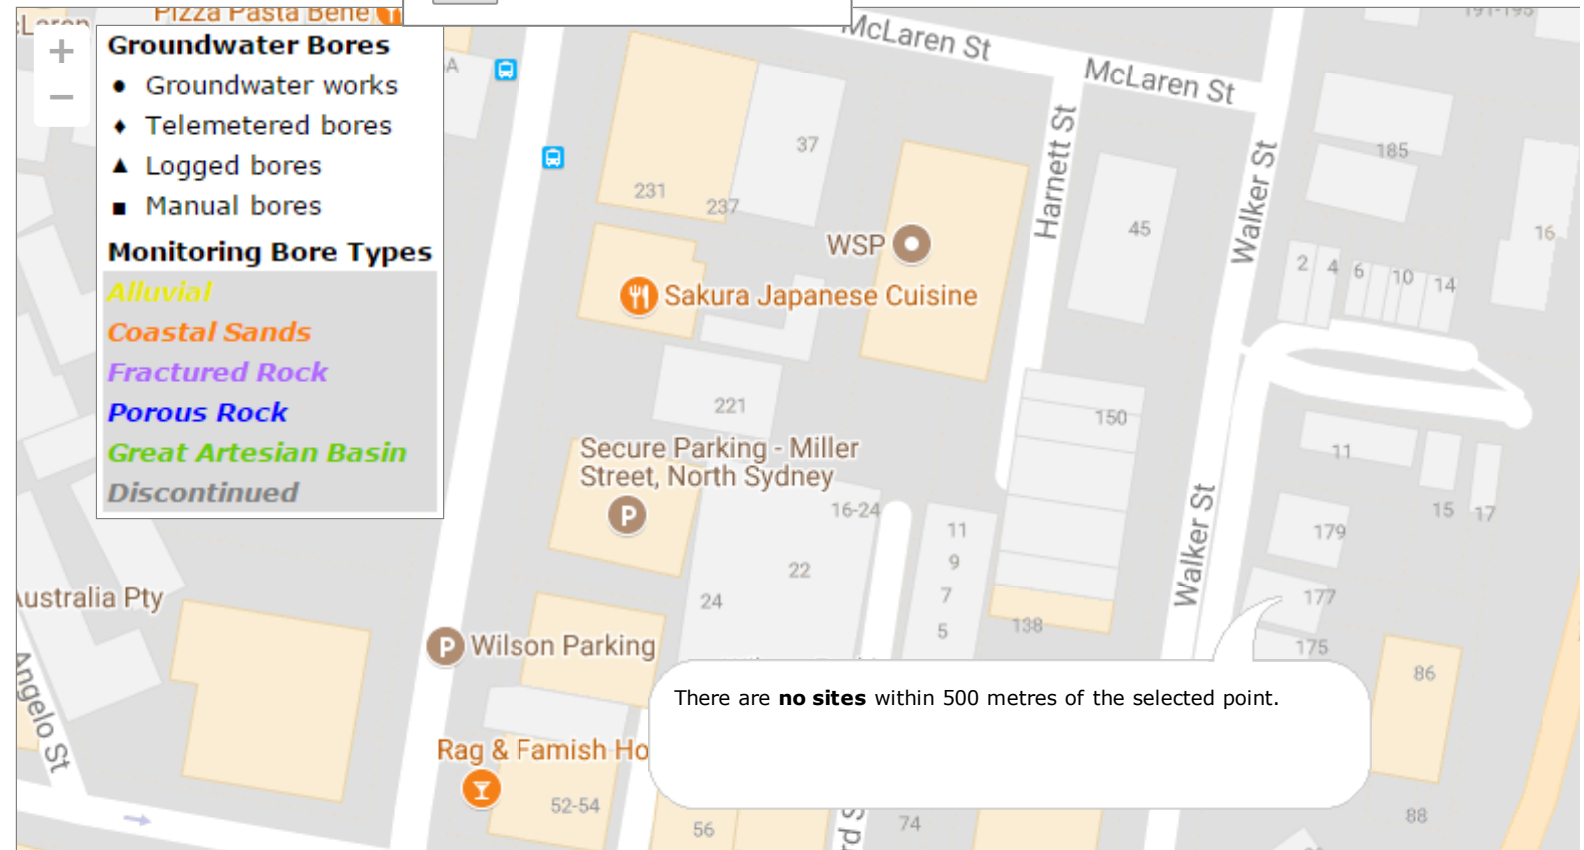 Pizza Pasta Bene
191-195
Groundwater Bores
Groundwater works
Telemetered bores
Logged bores
Manual bores
Monitoring Bore Types
Alluvial
Coastal Sands
Fractured Rock
Porous Rock
Great Artesian Basin
Discontinued
McLaren St
McLaren St
Harnett St
Walker St
Walker St
37
231
237
185
45
16
WSP
Sakura Japanese Cuisine
2
4
6
10
14
221
150
11
Secure Parking - Miller
Street, North Sydney
16-24
11
9
7
5
179
15
17
22
24
177
138
175
86
Australia Pty
Wilson Parking
Angelo St
There are no sites within 500 metres of the selected point.
Rag & Famish Ho
52-54
56
74
88